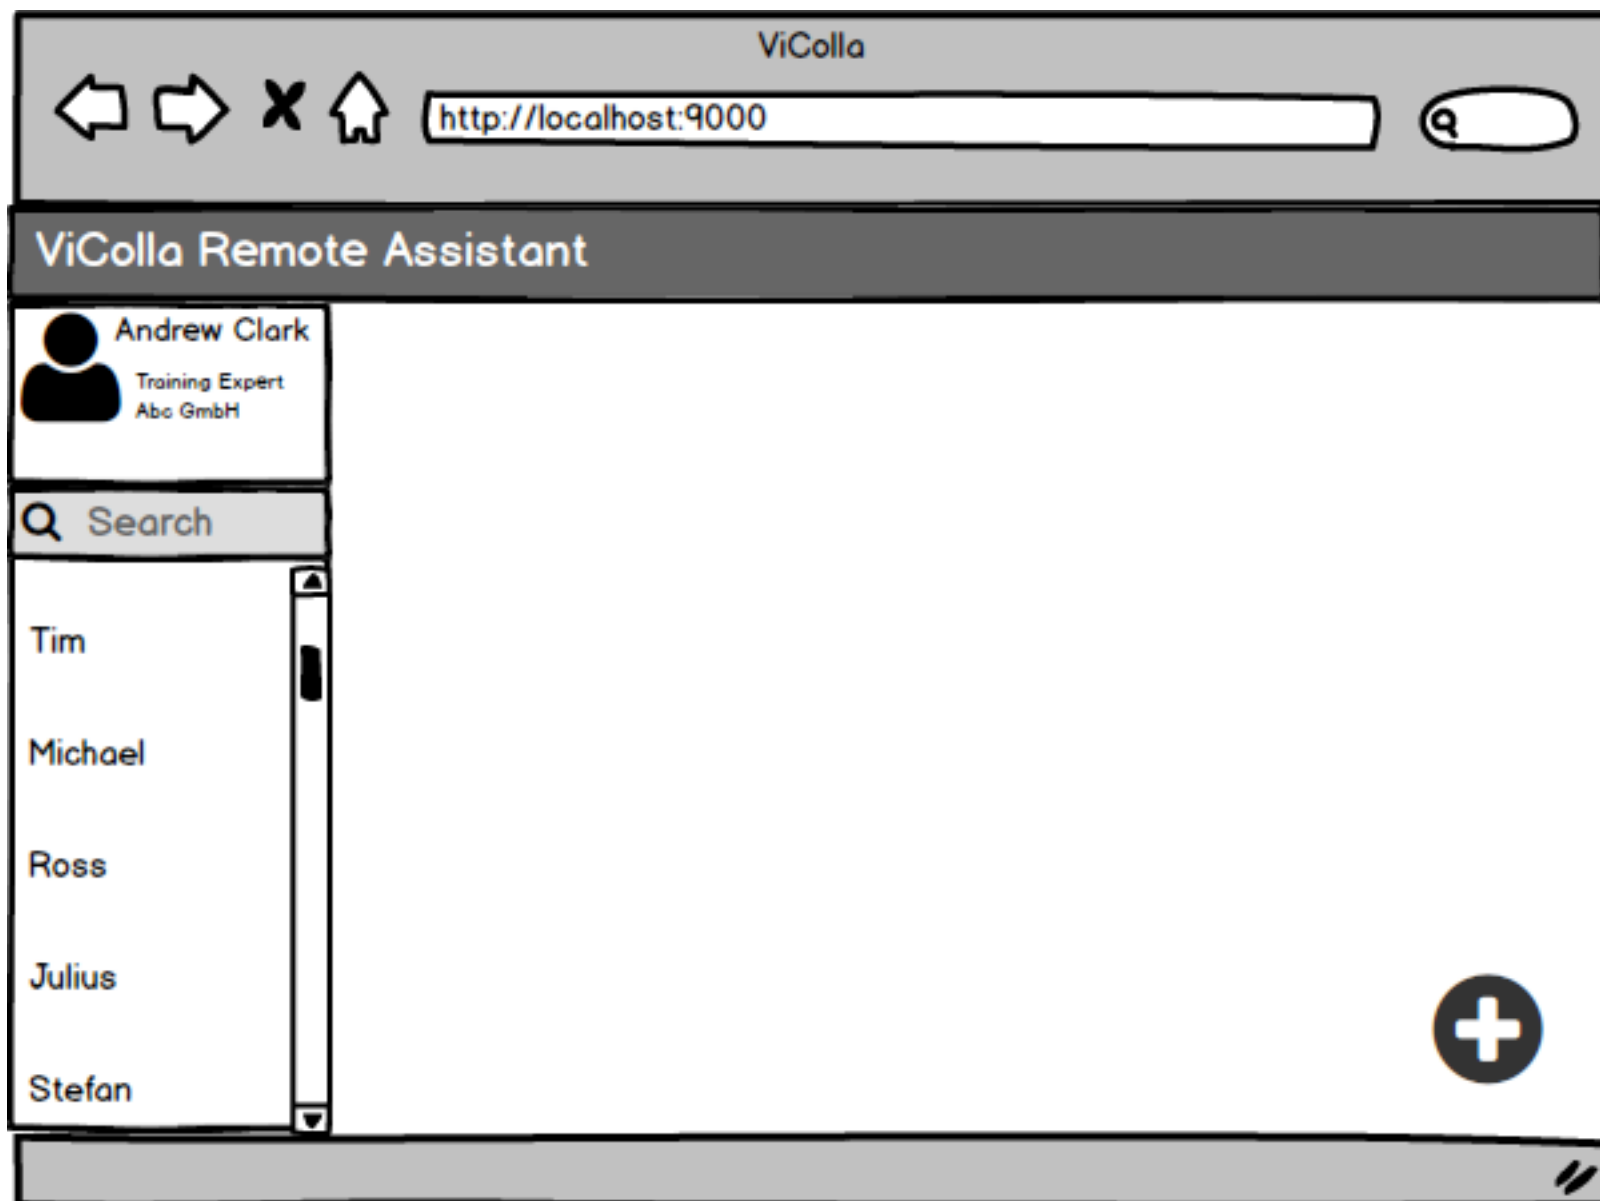 ViColla
http://localhost:9000
ViColla Remote Assistant
Andrew Clark
Training Expert
Abc GmbH
Search
Tim
Michael
Ross
Julius
Stefan